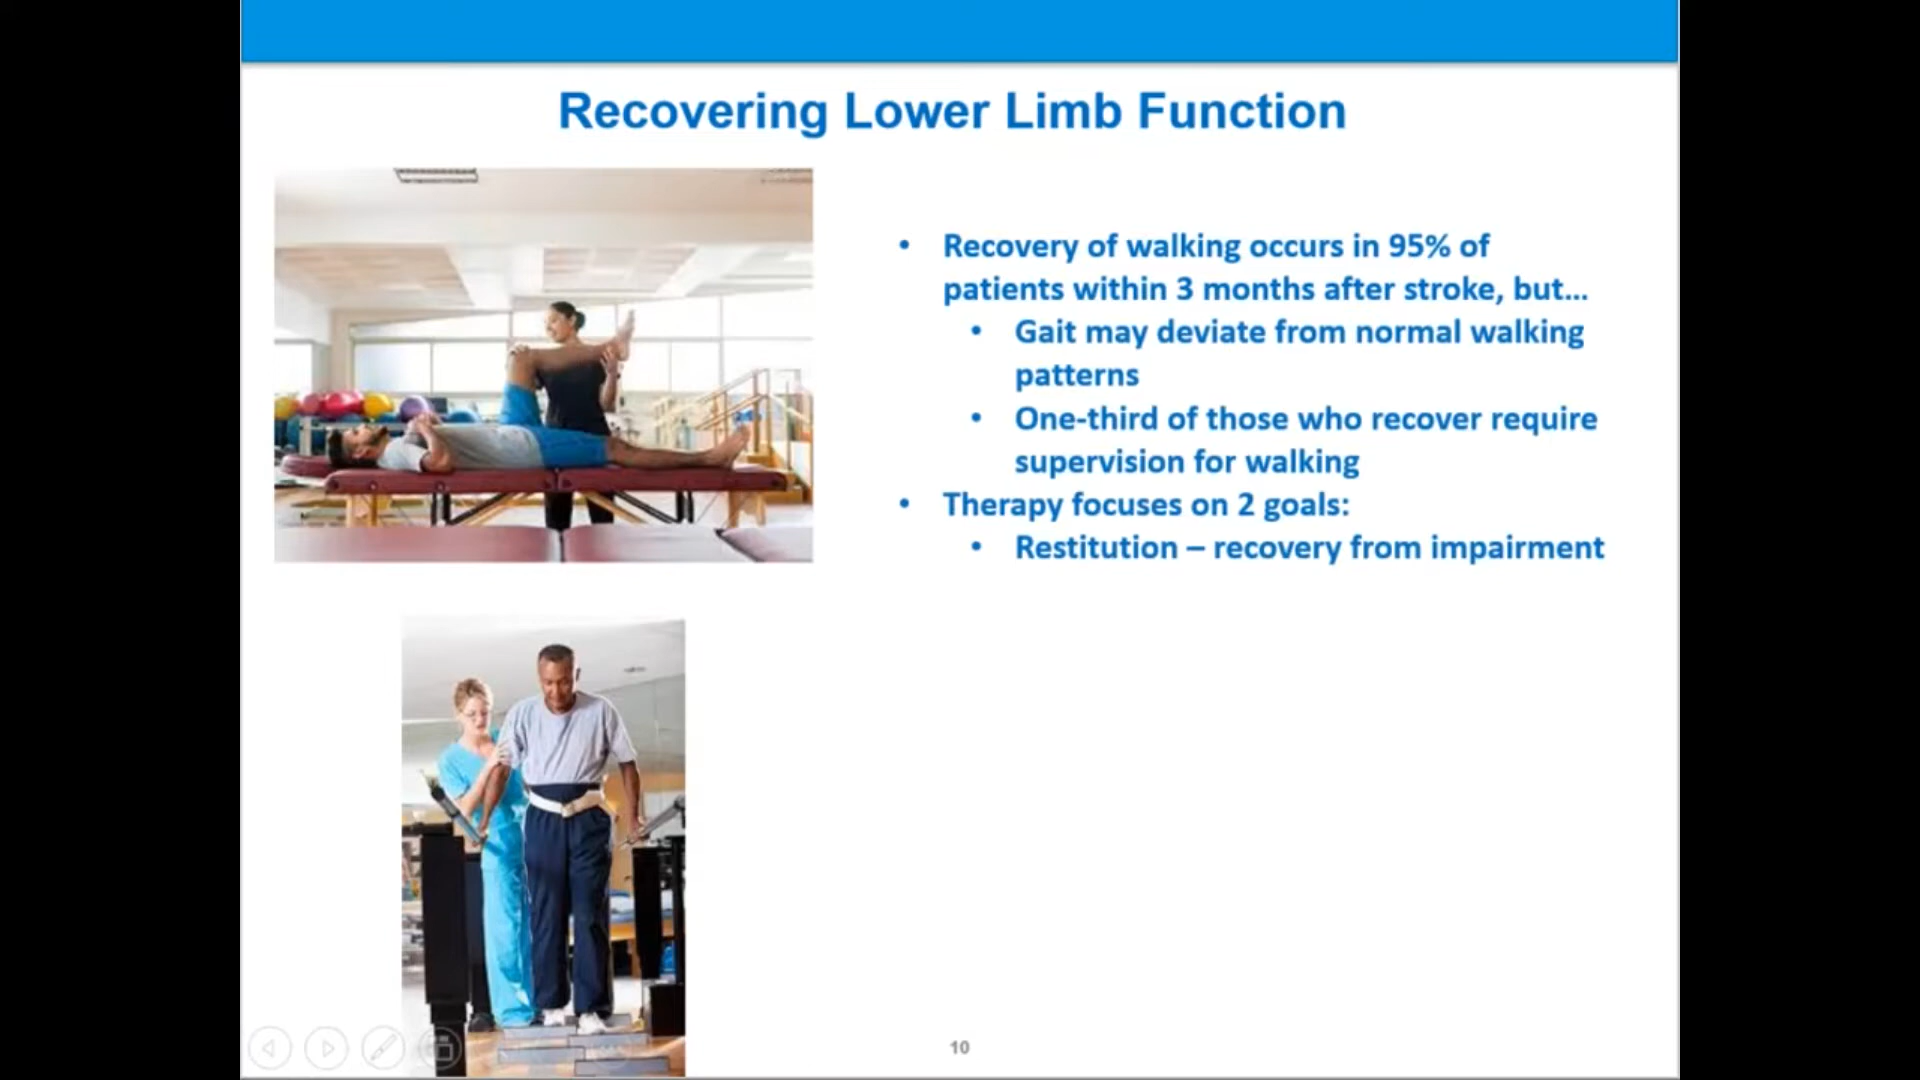 Recovering Lower Limb Function
• Recovery of walking occurs in 95% of
patients within 3 months after stroke, but...
• Gait may deviate from normal walking
patterns
• One-third of those who recover require
supervision for walking
• Therapy focuses on 2 goals:
• Restitution – recovery from impairment
10